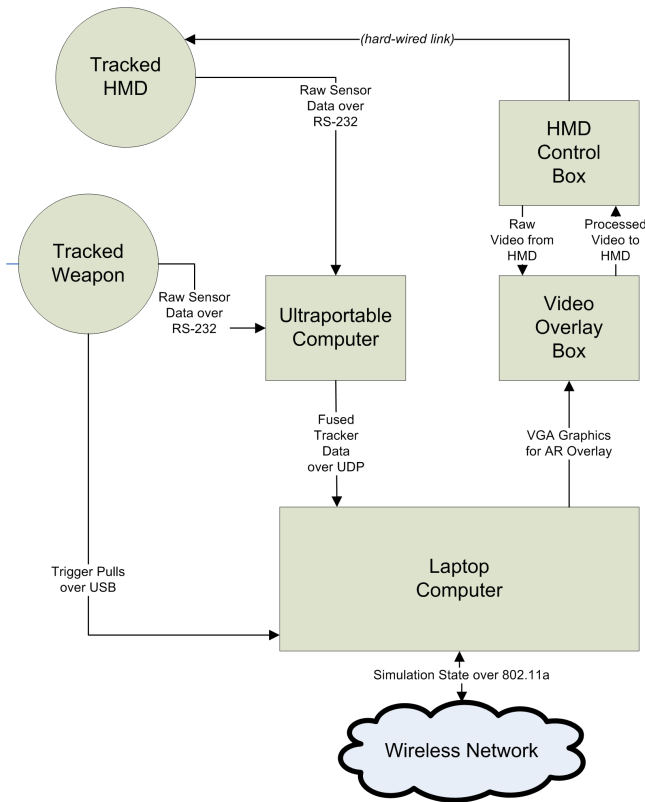 (hard-wired link)
Tracked
HMD
Raw Sensor
Data over
RS-232
HMD
Control
Box
Raw
Video from
HMD
Processed
Video to
HMD
Tracked
Weapon
Raw Sensor
Data over
RS-232
Ultraportable
Computer
Video
Overlay
Box
Fused
Tracker
Data
over UDP
VGA Graphics
for AR Overlay
Trigger Pulls
over USB
Laptop
Computer
Simulation State over 802.11a
Wireless Network